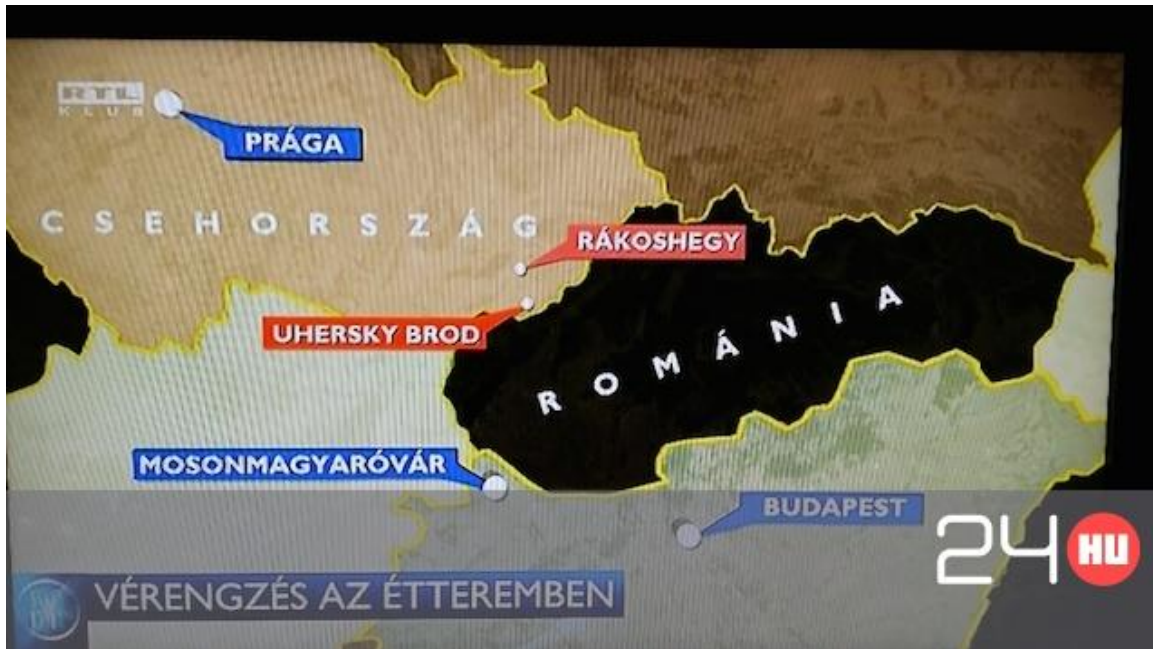 RTL
KLUB
PRÁGA
CSEHORSZÁG
RÁKOSHEGY
UHERSKY BROD
ROMÁNIA
MOSONMAGYARÓVÁR
BUDAPEST
24 HU
VÉRENGZÉS AZ ÉTTEREMBEN